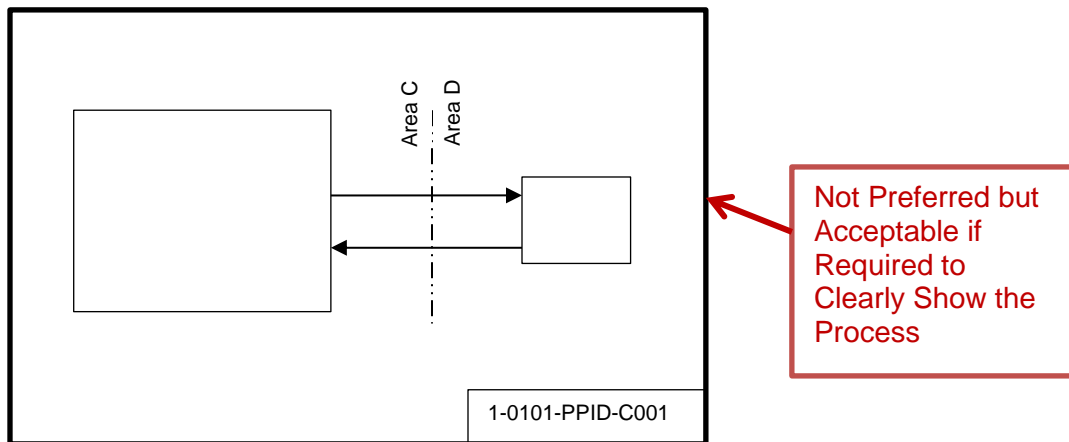 Area C
Area D
Not Preferred but
Acceptable if
Required to
Clearly Show the
Process
1-0101-PPID-C001